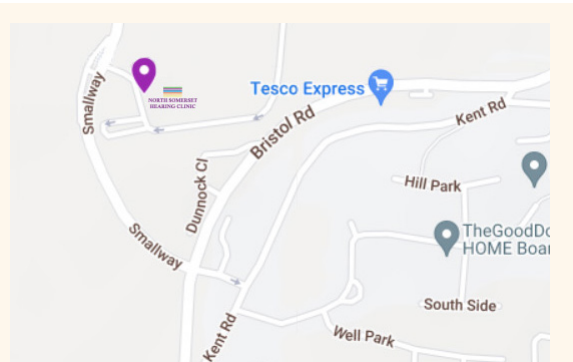 Smallway
NORTH SOMERSET
HEARING CLINIC
Tesco Express
Bristol Rd
Kent Rd
Dunnock Cl
Hill Park
Smallway
TheGoodDo
HOME Boar
South Side
Kent Rd
Well Park